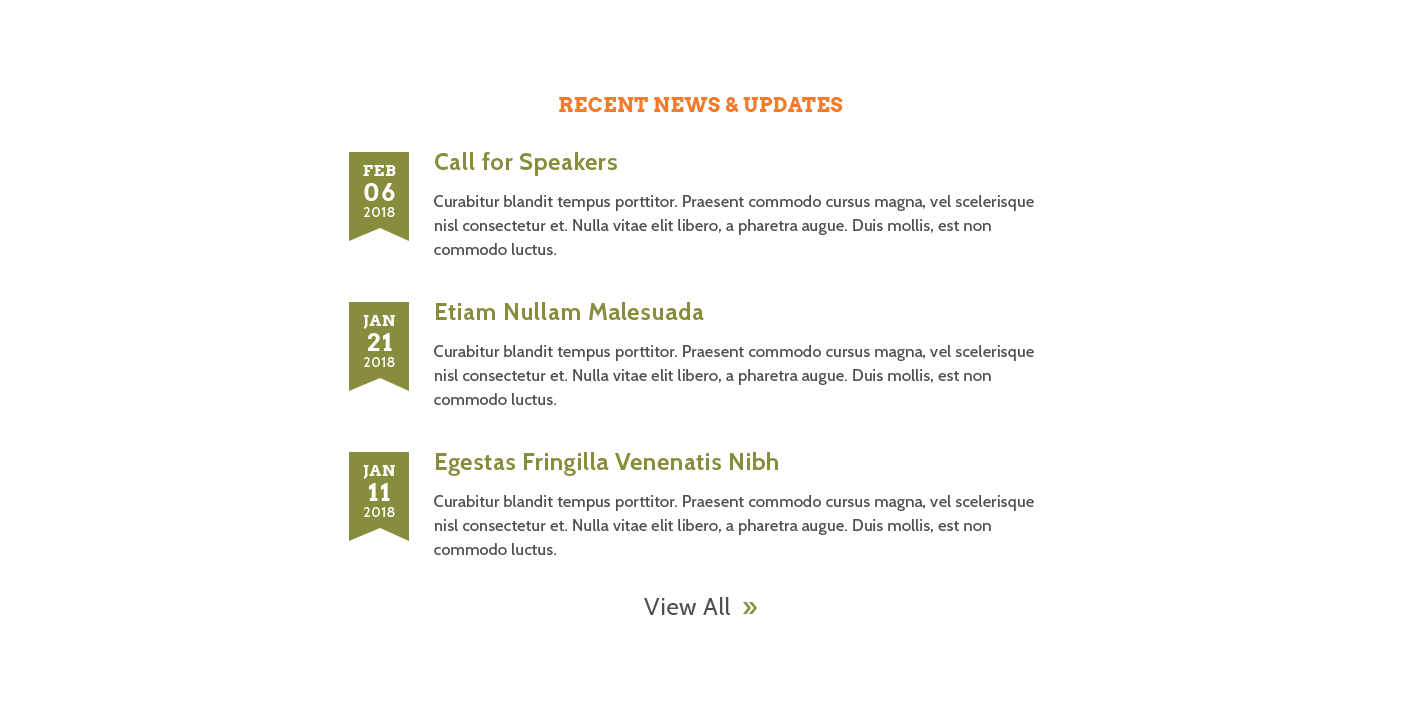 RECENT NEWS & UPDATES
FEB
06
2018
Call for Speakers
Curabitur blandit tempus porttitor. Praesent commodo cursus magna, vel scelerisque
nisl consectetur et. Nulla vitae elit libero, a pharetra augue. Duis mollis, est non
commodo luctus.
JAN
21
2018
Etiam Nullam Malesuada
Curabitur blandit tempus porttitor. Praesent commodo cursus magna, vel scelerisque
nisl consectetur et. Nulla vitae elit libero, a pharetra augue. Duis mollis, est non
commodo luctus.
JAN
11
2018
Egestas Fringilla Venenatis Nibh
Curabitur blandit tempus porttitor. Praesent commodo cursus magna, vel scelerisque
nisl consectetur et. Nulla vitae elit libero, a pharetra augue. Duis mollis, est non
commodo luctus.
View All »